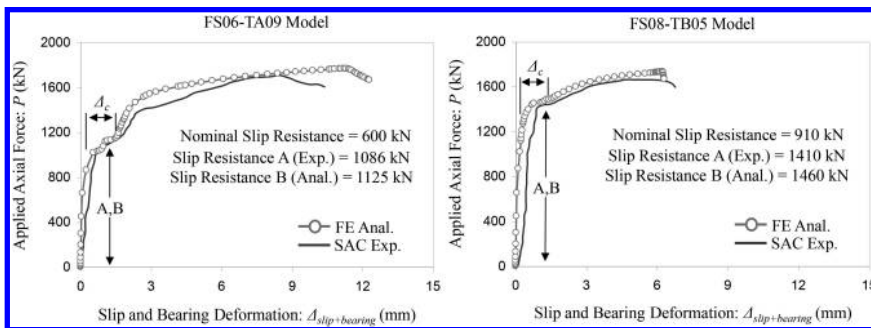 FS06-TA09 Model
Applied Axial Force: P (kN)
2000
1600
1200
800
400
0
Δc
Nominal Slip Resistance = 600 kN
Slip Resistance A (Exp.) = 1086 kN
Slip Resistance B (Anal.) = 1125 kN
A,B
FE Anal.
SAC Exp.
0 3 6 9 12 15
Slip and Bearing Deformation: Δslip+bearing (mm)
FS08-TB05 Model
Applied Axial Force: P (kN)
2000
1600
1200
800
400
0
Δc
Nominal Slip Resistance = 910 kN
Slip Resistance A (Exp.) = 1410 kN
Slip Resistance B (Anal.) = 1460 kN
A,B
FE Anal.
SAC Exp.
0 3 6 9 12 15
Slip and Bearing Deformation: Δslip+bearing (mm)